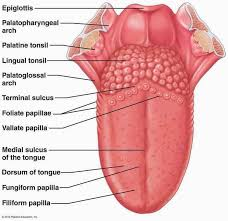 Epiglottis
Palatopharyngeal
arch
Palatine tonsil
Lingual tonsil
Palatoglossal
arch
Terminal sulcus
Foliate papillae
Vallate papilla
Medial sulcus
of the tongue
Dorsum of tongue
Fungiform papilla
Filiform papilla